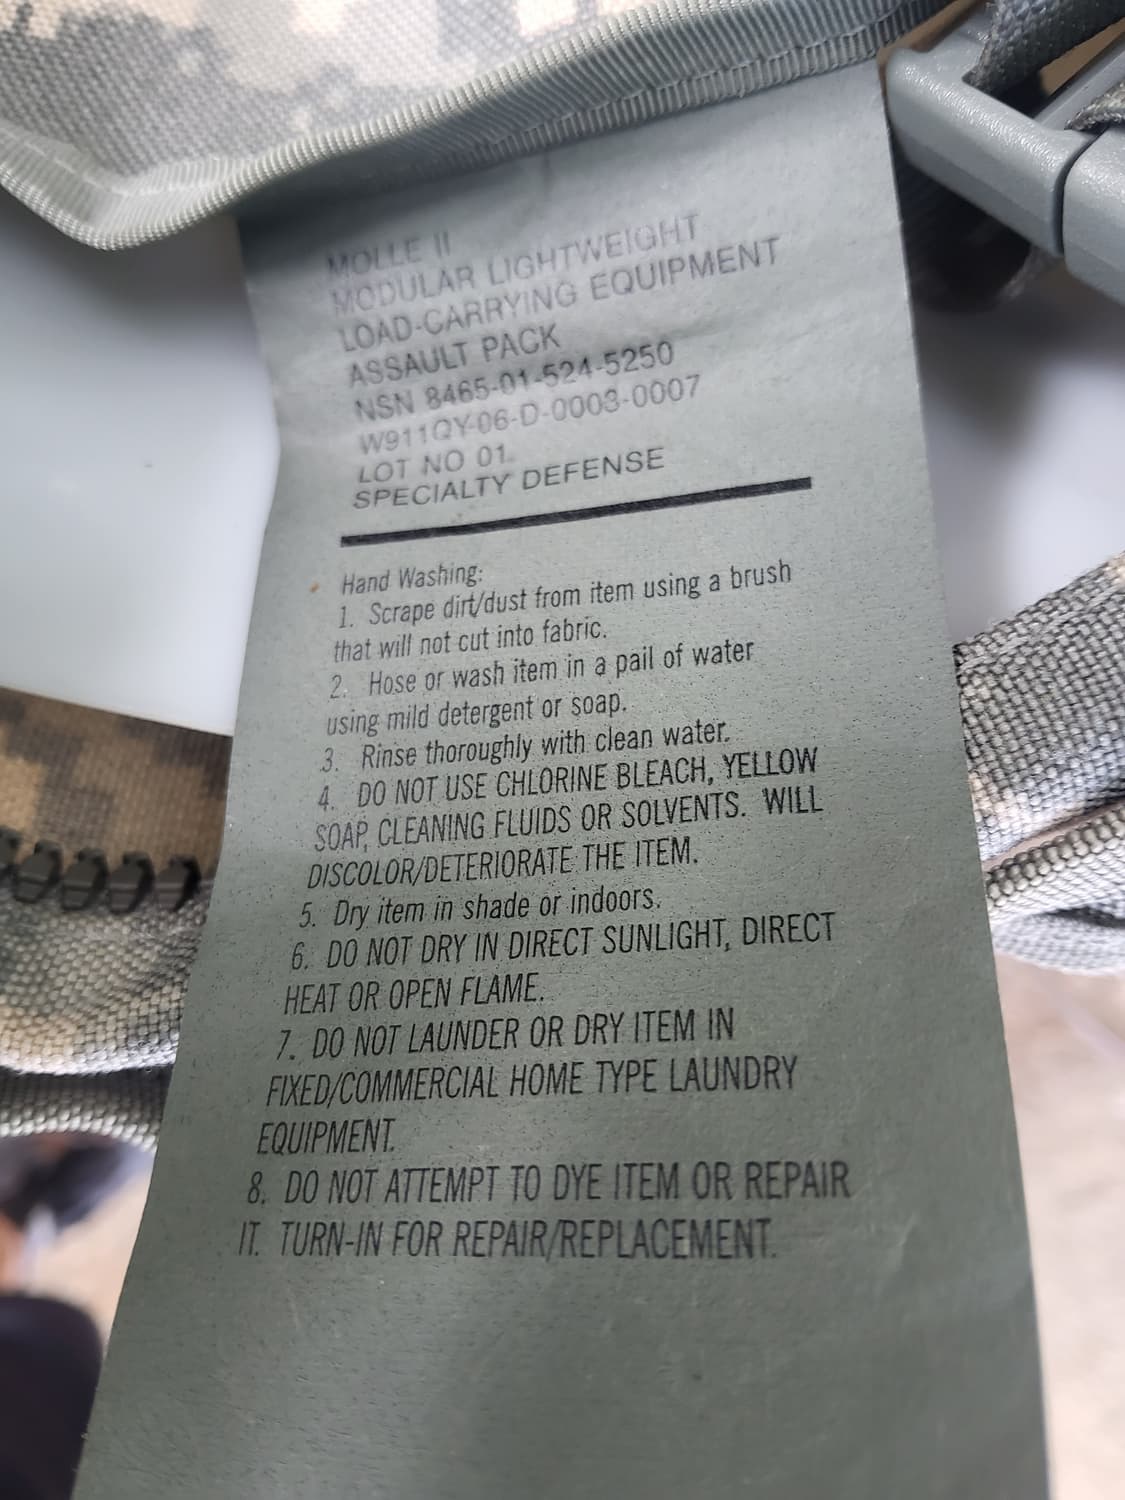 MOLLE II
MODULAR LIGHTWEIGHT
LOAD-CARRYING EQUIPMENT
ASSAULT PACK
NSN 8465-01-524-5250
W911QY-06-D-0003-0007
LOT NO 01
SPECIALTY DEFENSE
Hand Washing:
1. Scrape dirt/dust from item using a brush
that will not cut into fabric.
2. Hose or wash item in a pail of water
using mild detergent or soap.
3. Rinse thoroughly with clean water.
4. DO NOT USE CHLORINE BLEACH, YELLOW
SOAP, CLEANING FLUIDS OR SOLVENTS. WILL
DISCOLOR/DETERIORATE THE ITEM.
5. Dry item in shade or indoors.
6. DO NOT DRY IN DIRECT SUNLIGHT, DIRECT
HEAT OR OPEN FLAME.
7. DO NOT LAUNDER OR DRY ITEM IN
FIXED/COMMERCIAL HOME TYPE LAUNDRY
EQUIPMENT.
8. DO NOT ATTEMPT TO DYE ITEM OR REPAIR
IT. TURN-IN FOR REPAIR/REPLACEMENT.